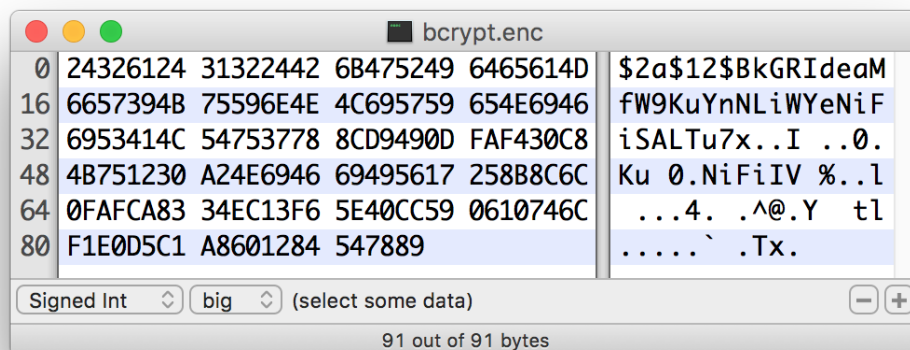 bcrypt.enc
0 24326124 31322442 6B475249 6465614D $2a$12$BkGRIdeaM
16 6657394B 75596E4E 4C695759 654E6946 fW9KuYnNLiWYeNiF
32 6953414C 54753778 8CD9490D FAF430C8 iSALTu7x..I ..0.
48 4B751230 A24E6946 69495617 258B8C6C Ku 0.NiFiIV %..l
64 0FAFCA83 34EC13F6 5E40CC59 0610746C ...4. .^@.Y  tl
80 F1E0D5C1 A8601284 547889 .....` .Tx.
Signed Int big (select some data)
91 out of 91 bytes